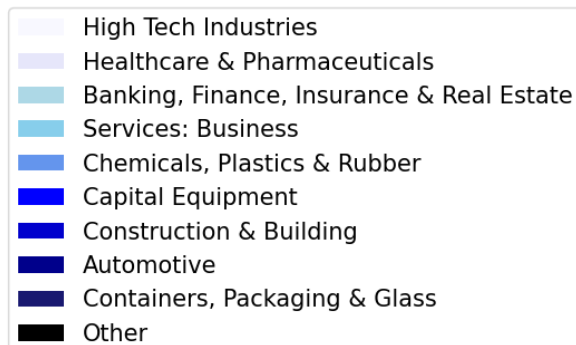 High Tech Industries
Healthcare & Pharmaceuticals
Banking, Finance, Insurance & Real Estate
Services: Business
Chemicals, Plastics & Rubber
Capital Equipment
Construction & Building
Automotive
Containers, Packaging & Glass
Other